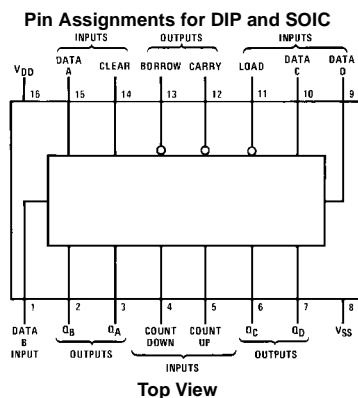 Pin Assignments for DIP and SOIC
INPUTS OUTPUTS INPUTS
VDD DATA A CLEAR BORROW CARRY LOAD DATA C DATA D
16 15 14 13 12 11 10 9
1 2 3 4 5 6 7 8
DATA B INPUT QB QA COUNT DOWN COUNT UP QC QD VSS
OUTPUTS INPUTS OUTPUTS
Top View